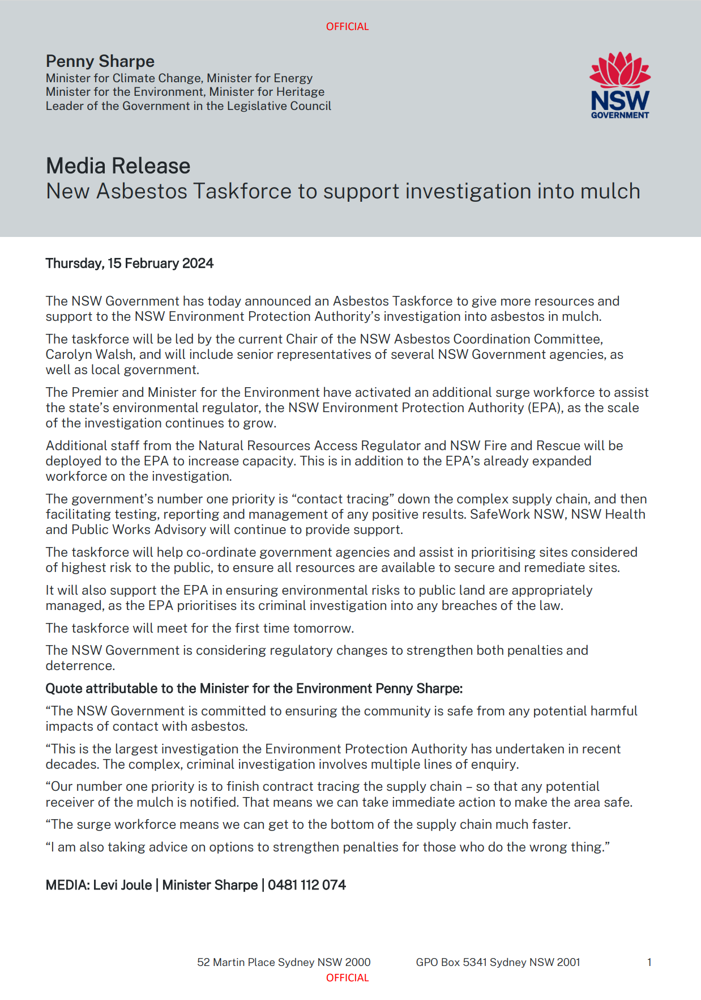 OFFICIAL
Penny Sharpe
Minister for Climate Change, Minister for Energy
Minister for the Environment, Minister for Heritage
Leader of the Government in the Legislative Council
NSW
GOVERNMENT
Media Release
New Asbestos Taskforce to support investigation into mulch
Thursday, 15 February 2024
The NSW Government has today announced an Asbestos Taskforce to give more resources and
support to the NSW Environment Protection Authority’s investigation into asbestos in mulch.
The taskforce will be led by the current Chair of the NSW Asbestos Coordination Committee,
Carolyn Walsh, and will include senior representatives of several NSW Government agencies, as
well as local government.
The Premier and Minister for the Environment have activated an additional surge workforce to assist
the state’s environmental regulator, the NSW Environment Protection Authority (EPA), as the scale
of the investigation continues to grow.
Additional staff from the Natural Resources Access Regulator and NSW Fire and Rescue will be
deployed to the EPA to increase capacity. This is in addition to the EPA’s already expanded
workforce on the investigation.
The government’s number one priority is “contact tracing” down the complex supply chain, and then
facilitating testing, reporting and management of any positive results. SafeWork NSW, NSW Health
and Public Works Advisory will continue to provide support.
The taskforce will help co-ordinate government agencies and assist in prioritising sites considered
of highest risk to the public, to ensure all resources are available to secure and remediate sites.
It will also support the EPA in ensuring environmental risks to public land are appropriately
managed, as the EPA prioritises its criminal investigation into any breaches of the law.
The taskforce will meet for the first time tomorrow.
The NSW Government is considering regulatory changes to strengthen both penalties and
deterrence.
Quote attributable to the Minister for the Environment Penny Sharpe:
“The NSW Government is committed to ensuring the community is safe from any potential harmful
impacts of contact with asbestos.
“This is the largest investigation the Environment Protection Authority has undertaken in recent
decades. The complex, criminal investigation involves multiple lines of enquiry.
“Our number one priority is to finish contract tracing the supply chain – so that any potential
receiver of the mulch is notified. That means we can take immediate action to make the area safe.
“The surge workforce means we can get to the bottom of the supply chain much faster.
“I am also taking advice on options to strengthen penalties for those who do the wrong thing.”
MEDIA: Levi Joule | Minister Sharpe | 0481 112 074
52 Martin Place Sydney NSW 2000 GPO Box 5341 Sydney NSW 2001 1
OFFICIAL